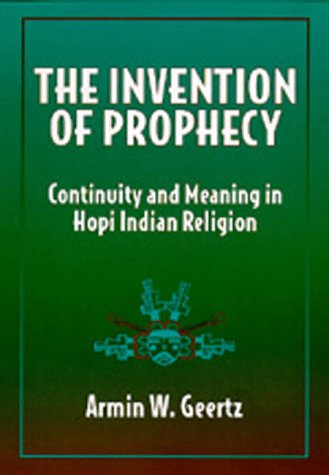 THE INVENTION
OF PROPHECY
Continuity and Meaning in
Hopi Indian Religion
Armin W. Geertz